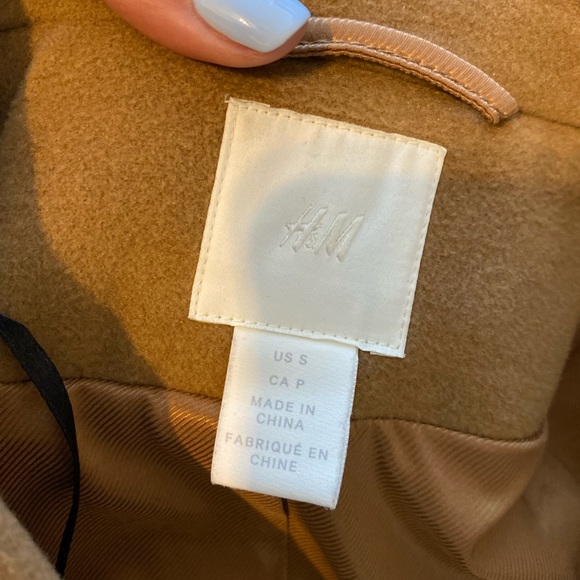 H&M
US S
CA P
MADE IN
CHINA
FABRIQUÉ EN
CHINE